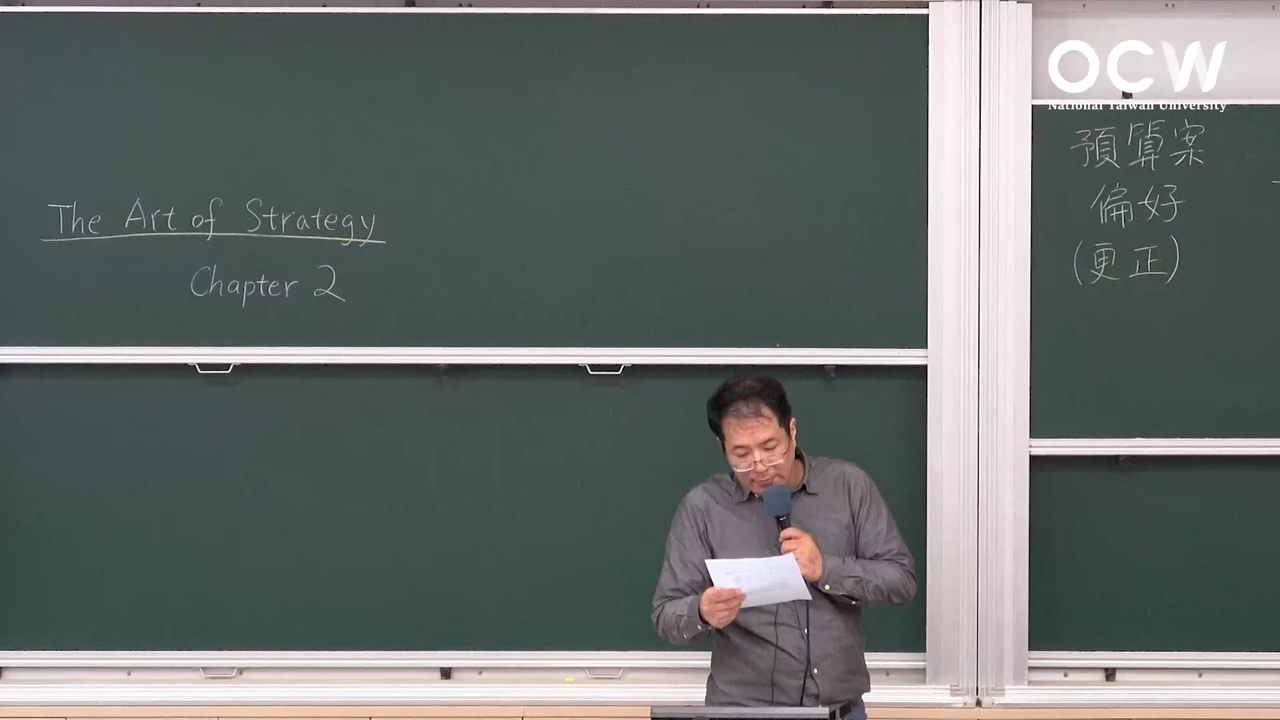 The Art of Strategy
Chapter 2
OCW
National Taiwan University
預算案
偏好
(更正)